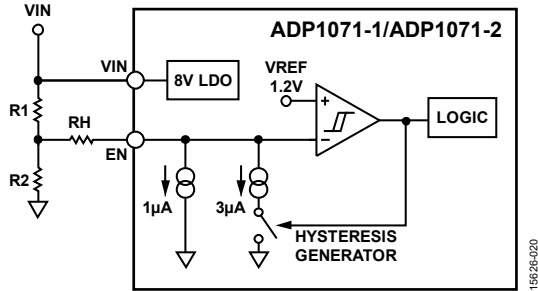 VIN
ADP1071-1/ADP1071-2
VIN
8V LDO
VREF
1.2V
R1
RH
+
LOGIC
EN
−
R2
1µA
3µA
HYSTERESIS
GENERATOR
15626-020